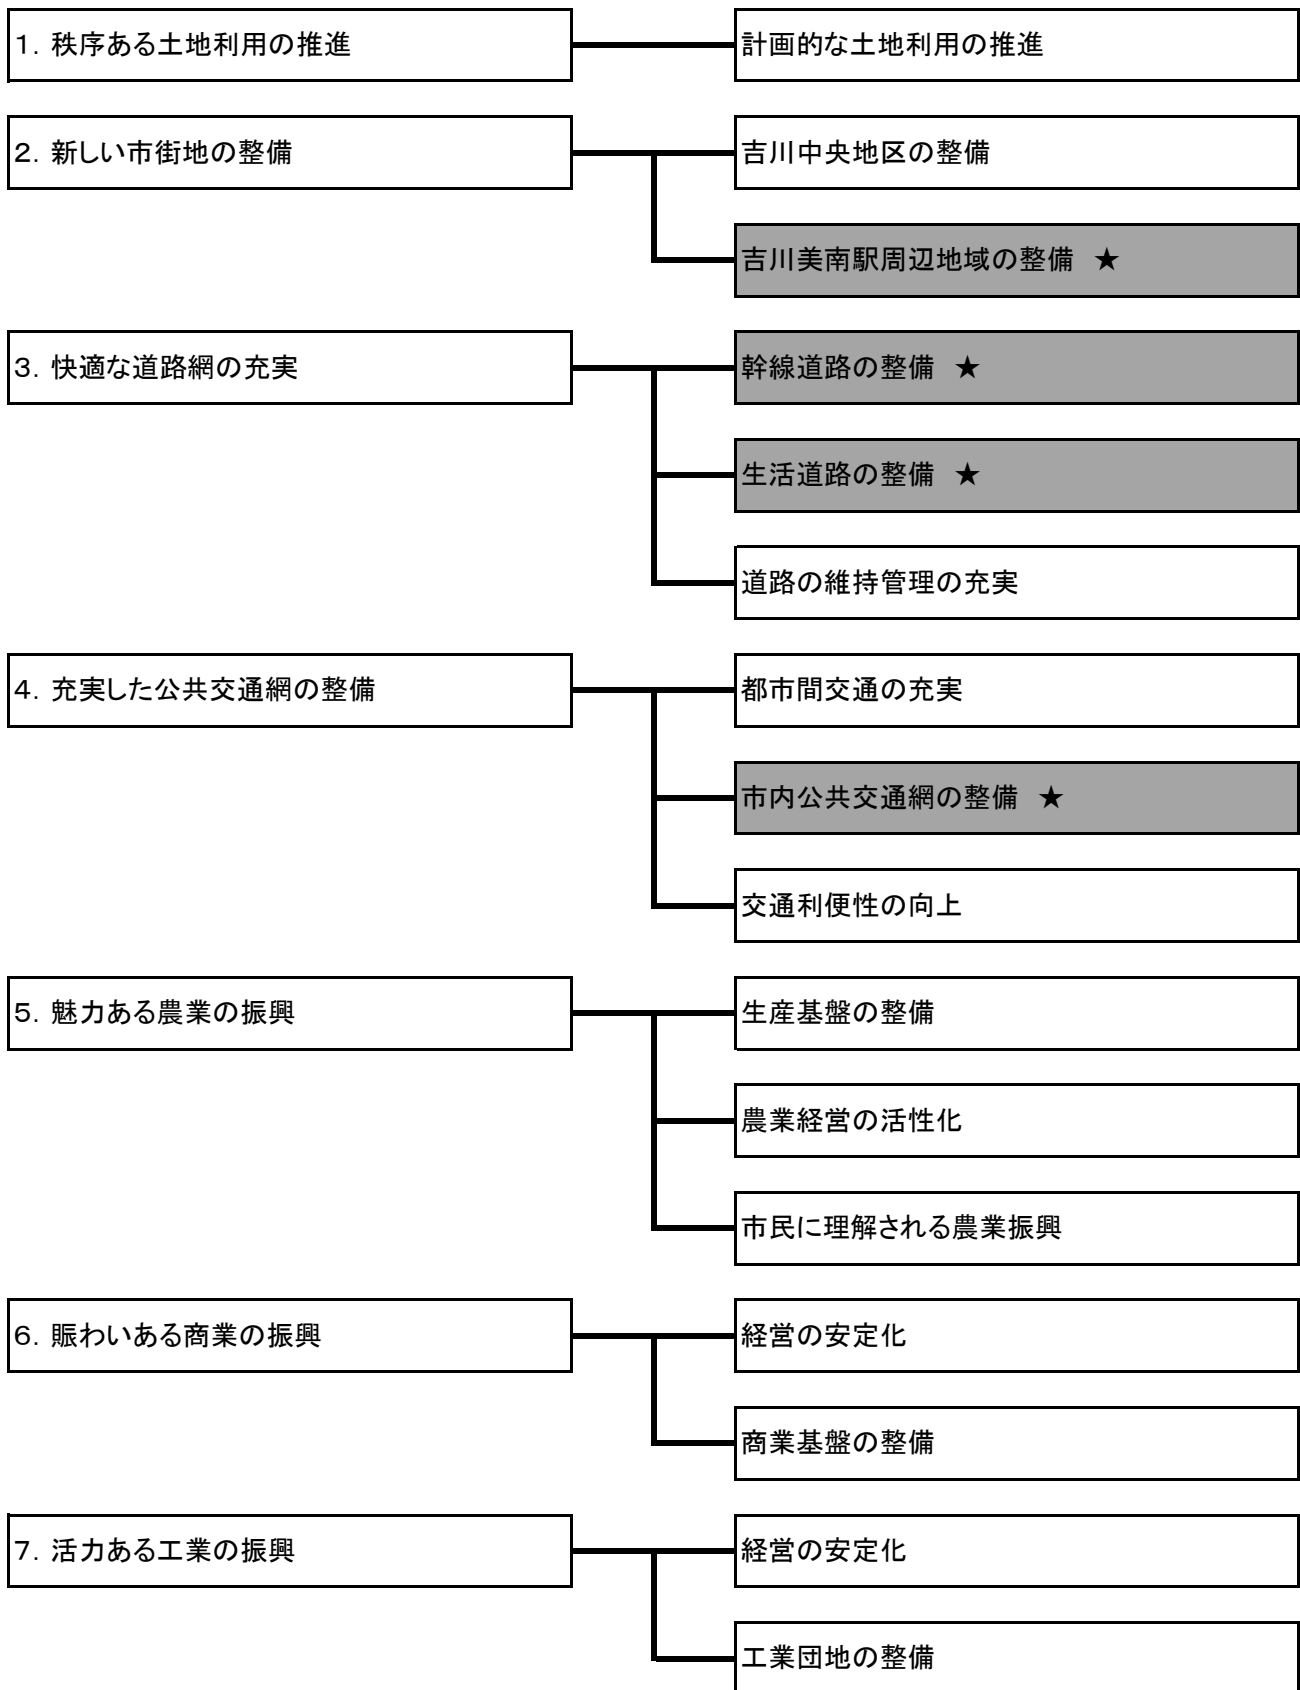 1. 秩序ある土地利用の推進
計画的な土地利用の推進
2. 新しい市街地の整備
吉川中央地区の整備
吉川美南駅周辺地域の整備 ★
3. 快適な道路網の充実
幹線道路の整備 ★
生活道路の整備 ★
道路の維持管理の充実
4. 充実した公共交通網の整備
都市間交通の充実
市内公共交通網の整備 ★
交通利便性の向上
5. 魅力ある農業の振興
生産基盤の整備
農業経営の活性化
市民に理解される農業振興
6. 賑わいある商業の振興
経営の安定化
商業基盤の整備
7. 活力ある工業の振興
経営の安定化
工業団地の整備